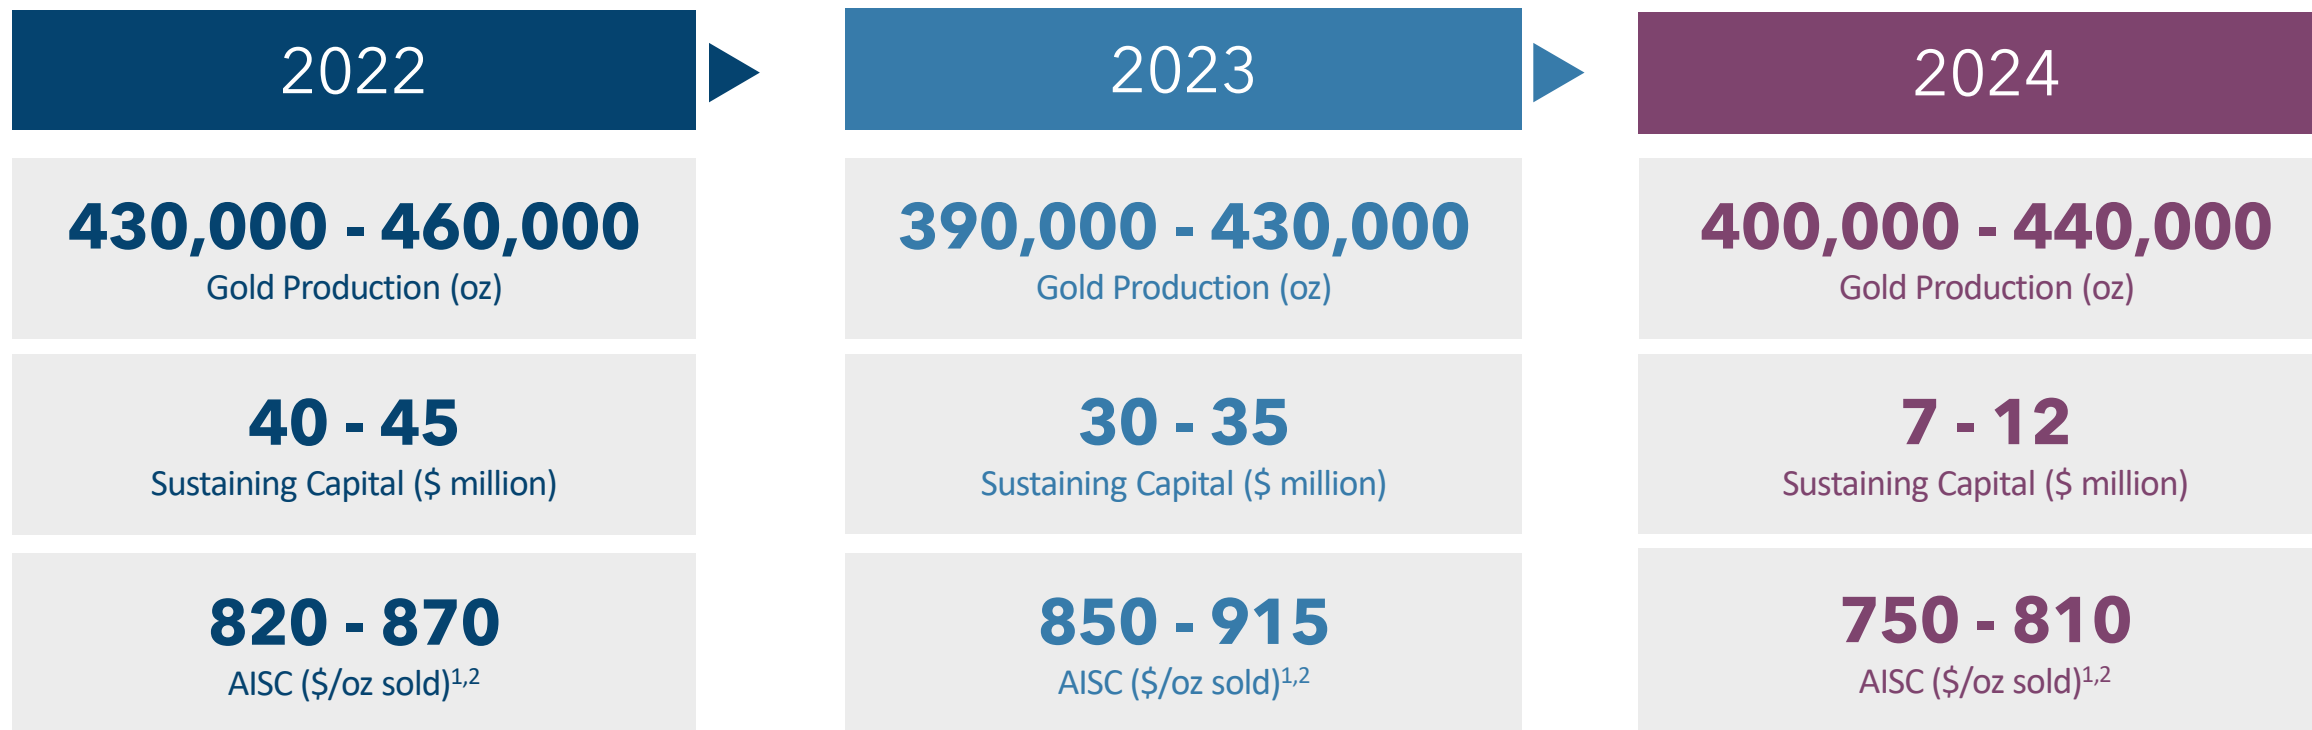 2022
430,000 - 460,000
Gold Production (oz)
40 - 45
Sustaining Capital ($ million)
820 - 870
AISC ($/oz sold)1,2
2023
390,000 - 430,000
Gold Production (oz)
30 - 35
Sustaining Capital ($ million)
850 - 915
AISC ($/oz sold)1,2
2024
400,000 - 440,000
Gold Production (oz)
7 - 12
Sustaining Capital ($ million)
750 - 810
AISC ($/oz sold)1,2